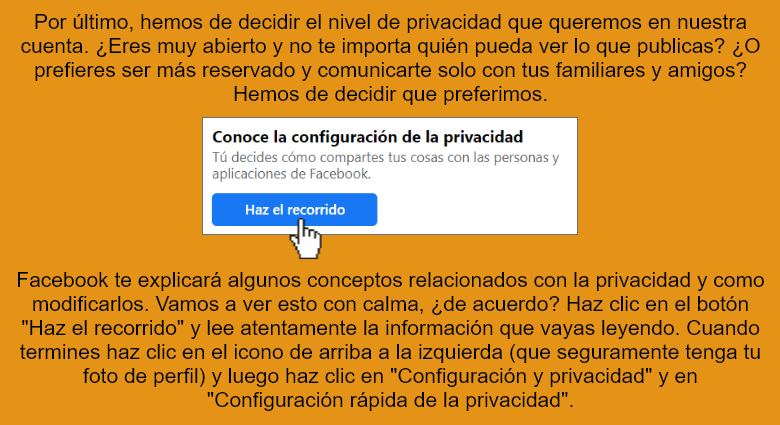 Por último, hemos de decidir el nivel de privacidad que queremos en nuestra
cuenta. ¿Eres muy abierto y no te importa quién pueda ver lo que publicas? ¿O
prefieres ser más reservado y comunicarte solo con tus familiares y amigos?
Hemos de decidir que preferimos.
Conoce la configuración de la privacidad
Tú decides cómo compartes tus cosas con las personas y
aplicaciones de Facebook.
Haz el recorrido
Facebook te explicará algunos conceptos relacionados con la privacidad y como
modificarlos. Vamos a ver esto con calma, ¿de acuerdo? Haz clic en el botón
"Haz el recorrido" y lee atentamente la información que vayas leyendo. Cuando
termines haz clic en el icono de arriba a la izquierda (que seguramente tenga tu
foto de perfil) y luego haz clic en "Configuración y privacidad" y en
"Configuración rápida de la privacidad".